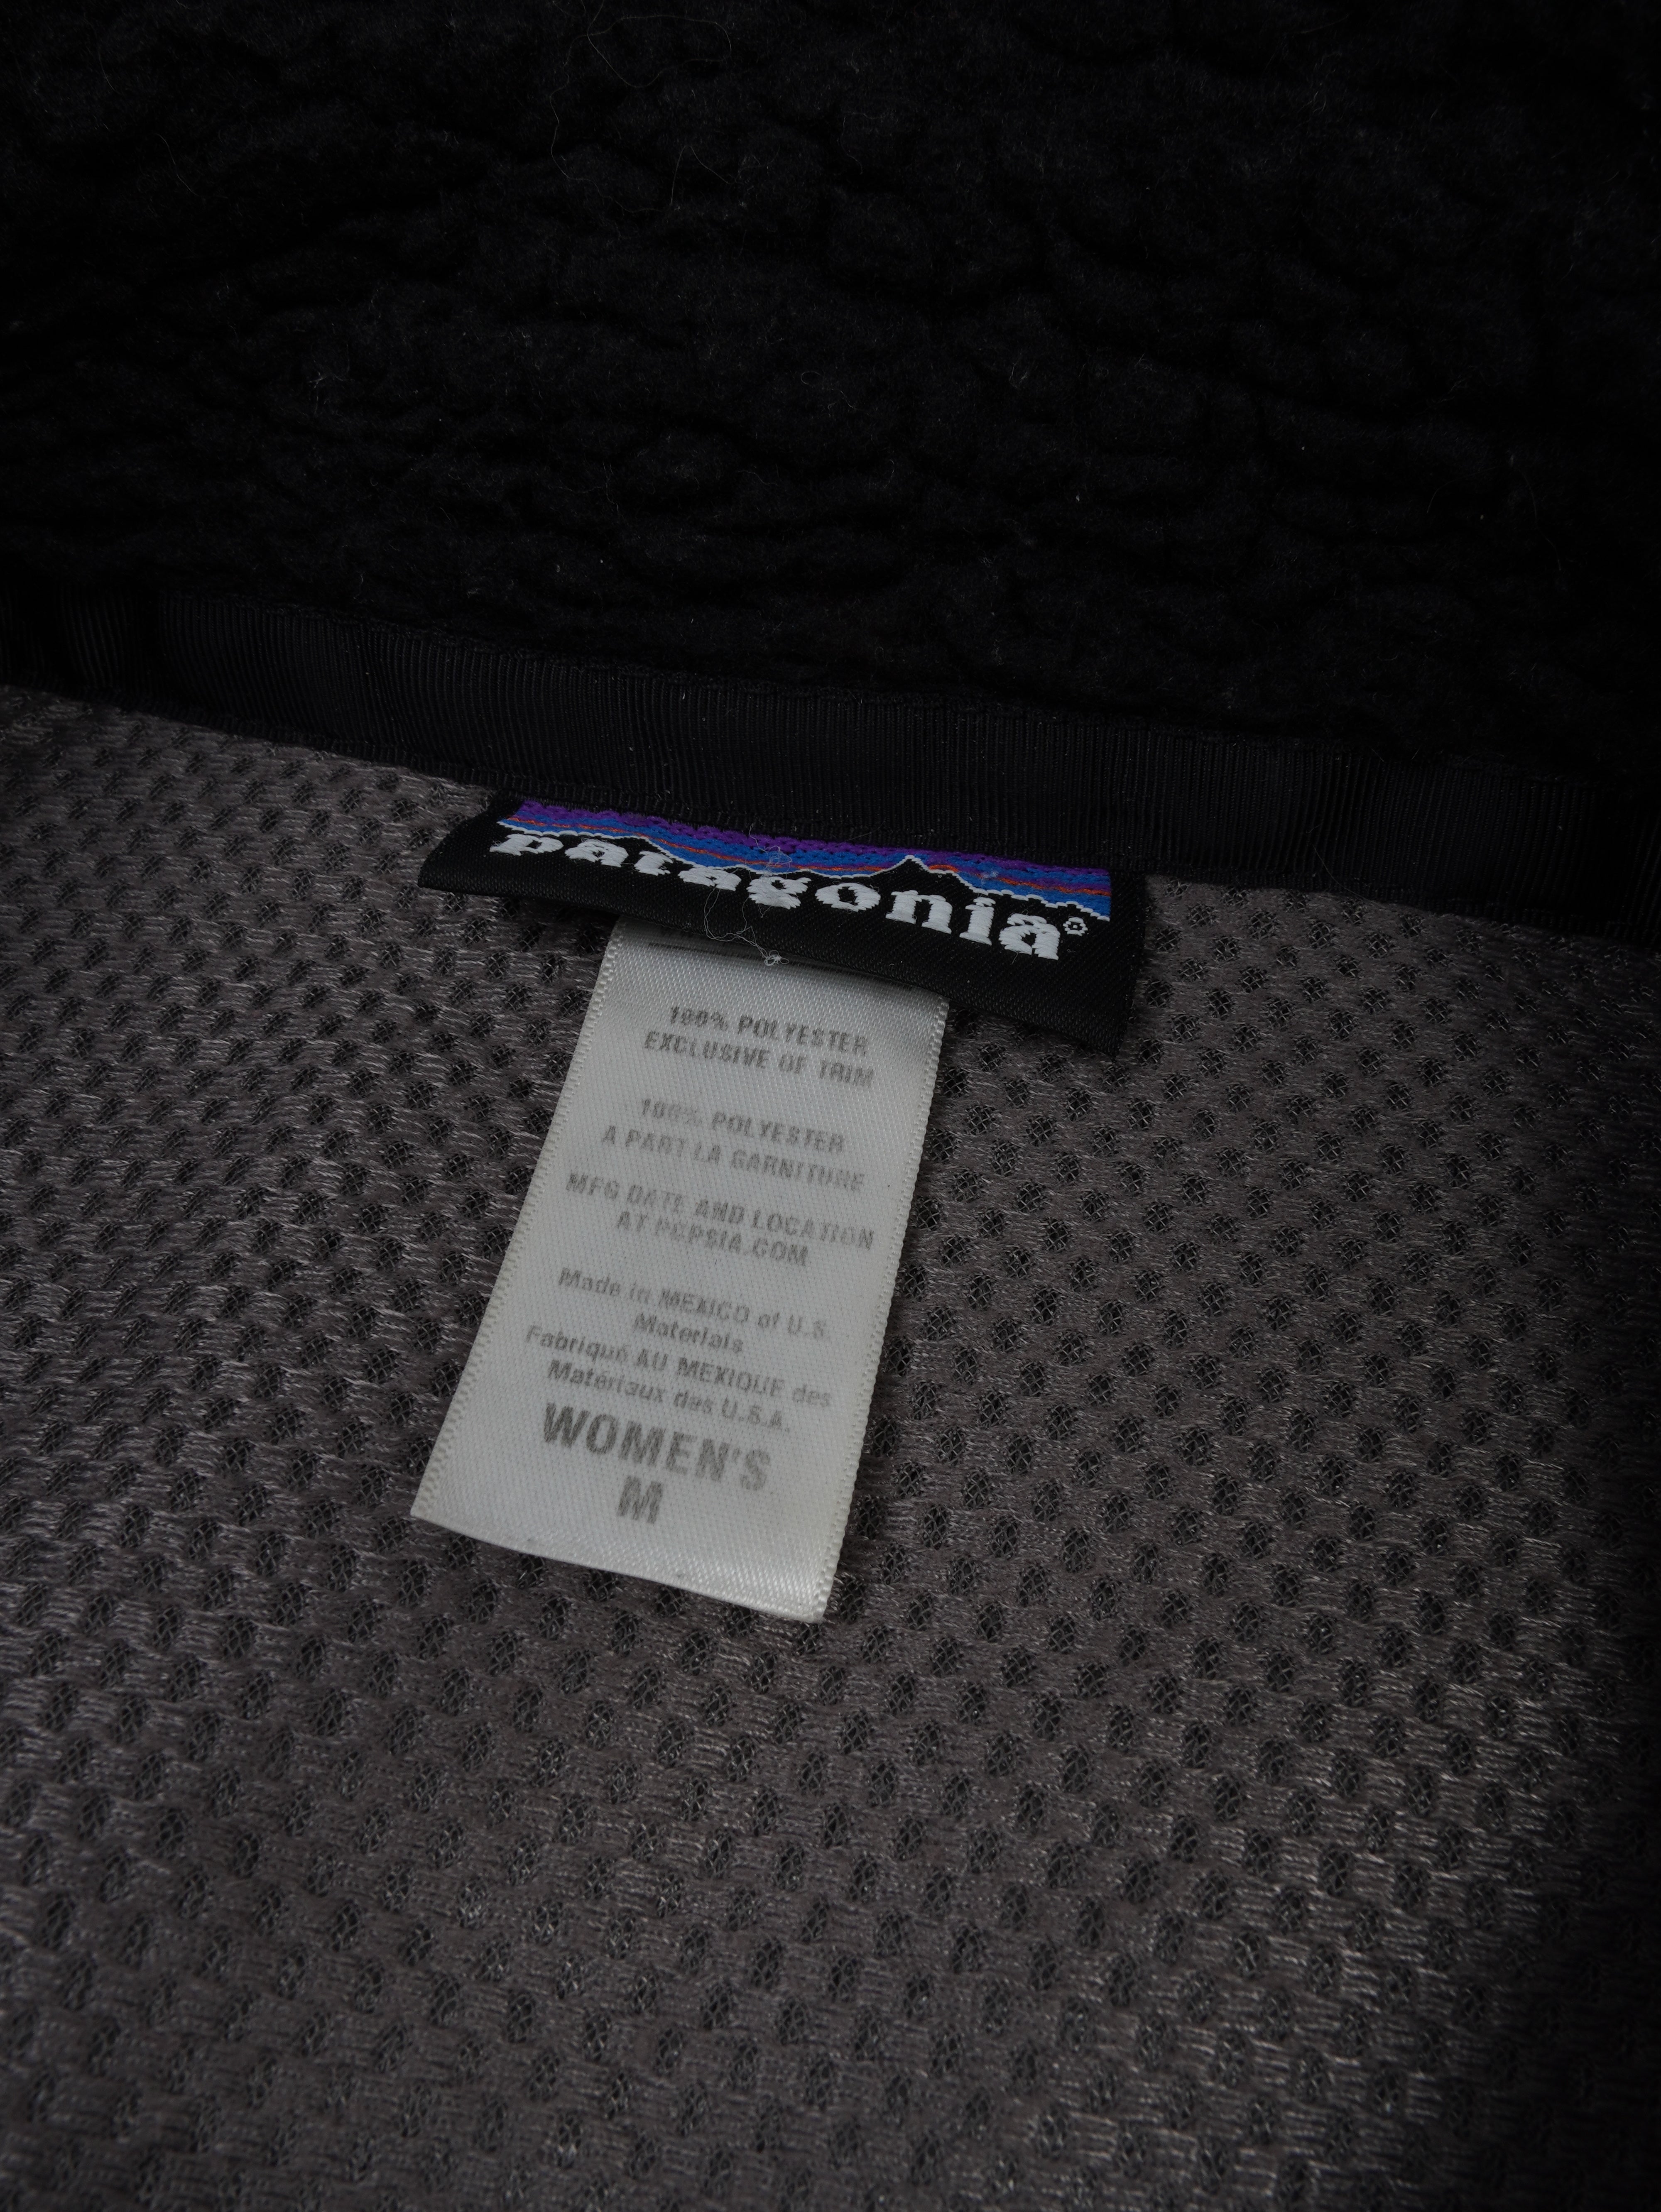 patagonia®
100% POLYESTER
EXCLUSIVE OF TRIM
100% POLYESTER
A PART LA GARNITURE
MFG DATE AND LOCATION
AT PCPSIA.COM
Made in MEXICO of U.S.
Materials
Fabriqué AU MEXIQUE des
Materiaux des U.S.A.
WOMEN'S
M